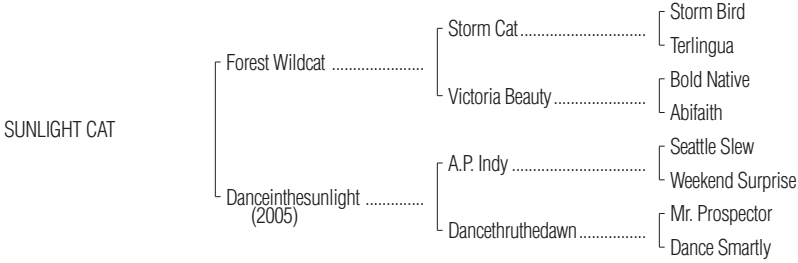 Storm Bird
Storm Cat
Terlingua
Forest Wildcat
Bold Native
Victoria Beauty
Abifaith
SUNLIGHT CAT
Seattle Slew
A.P. Indy
Weekend Surprise
Danceinthesunlight
(2005)
Mr. Prospector
Dancethruthedawn
Dance Smartly